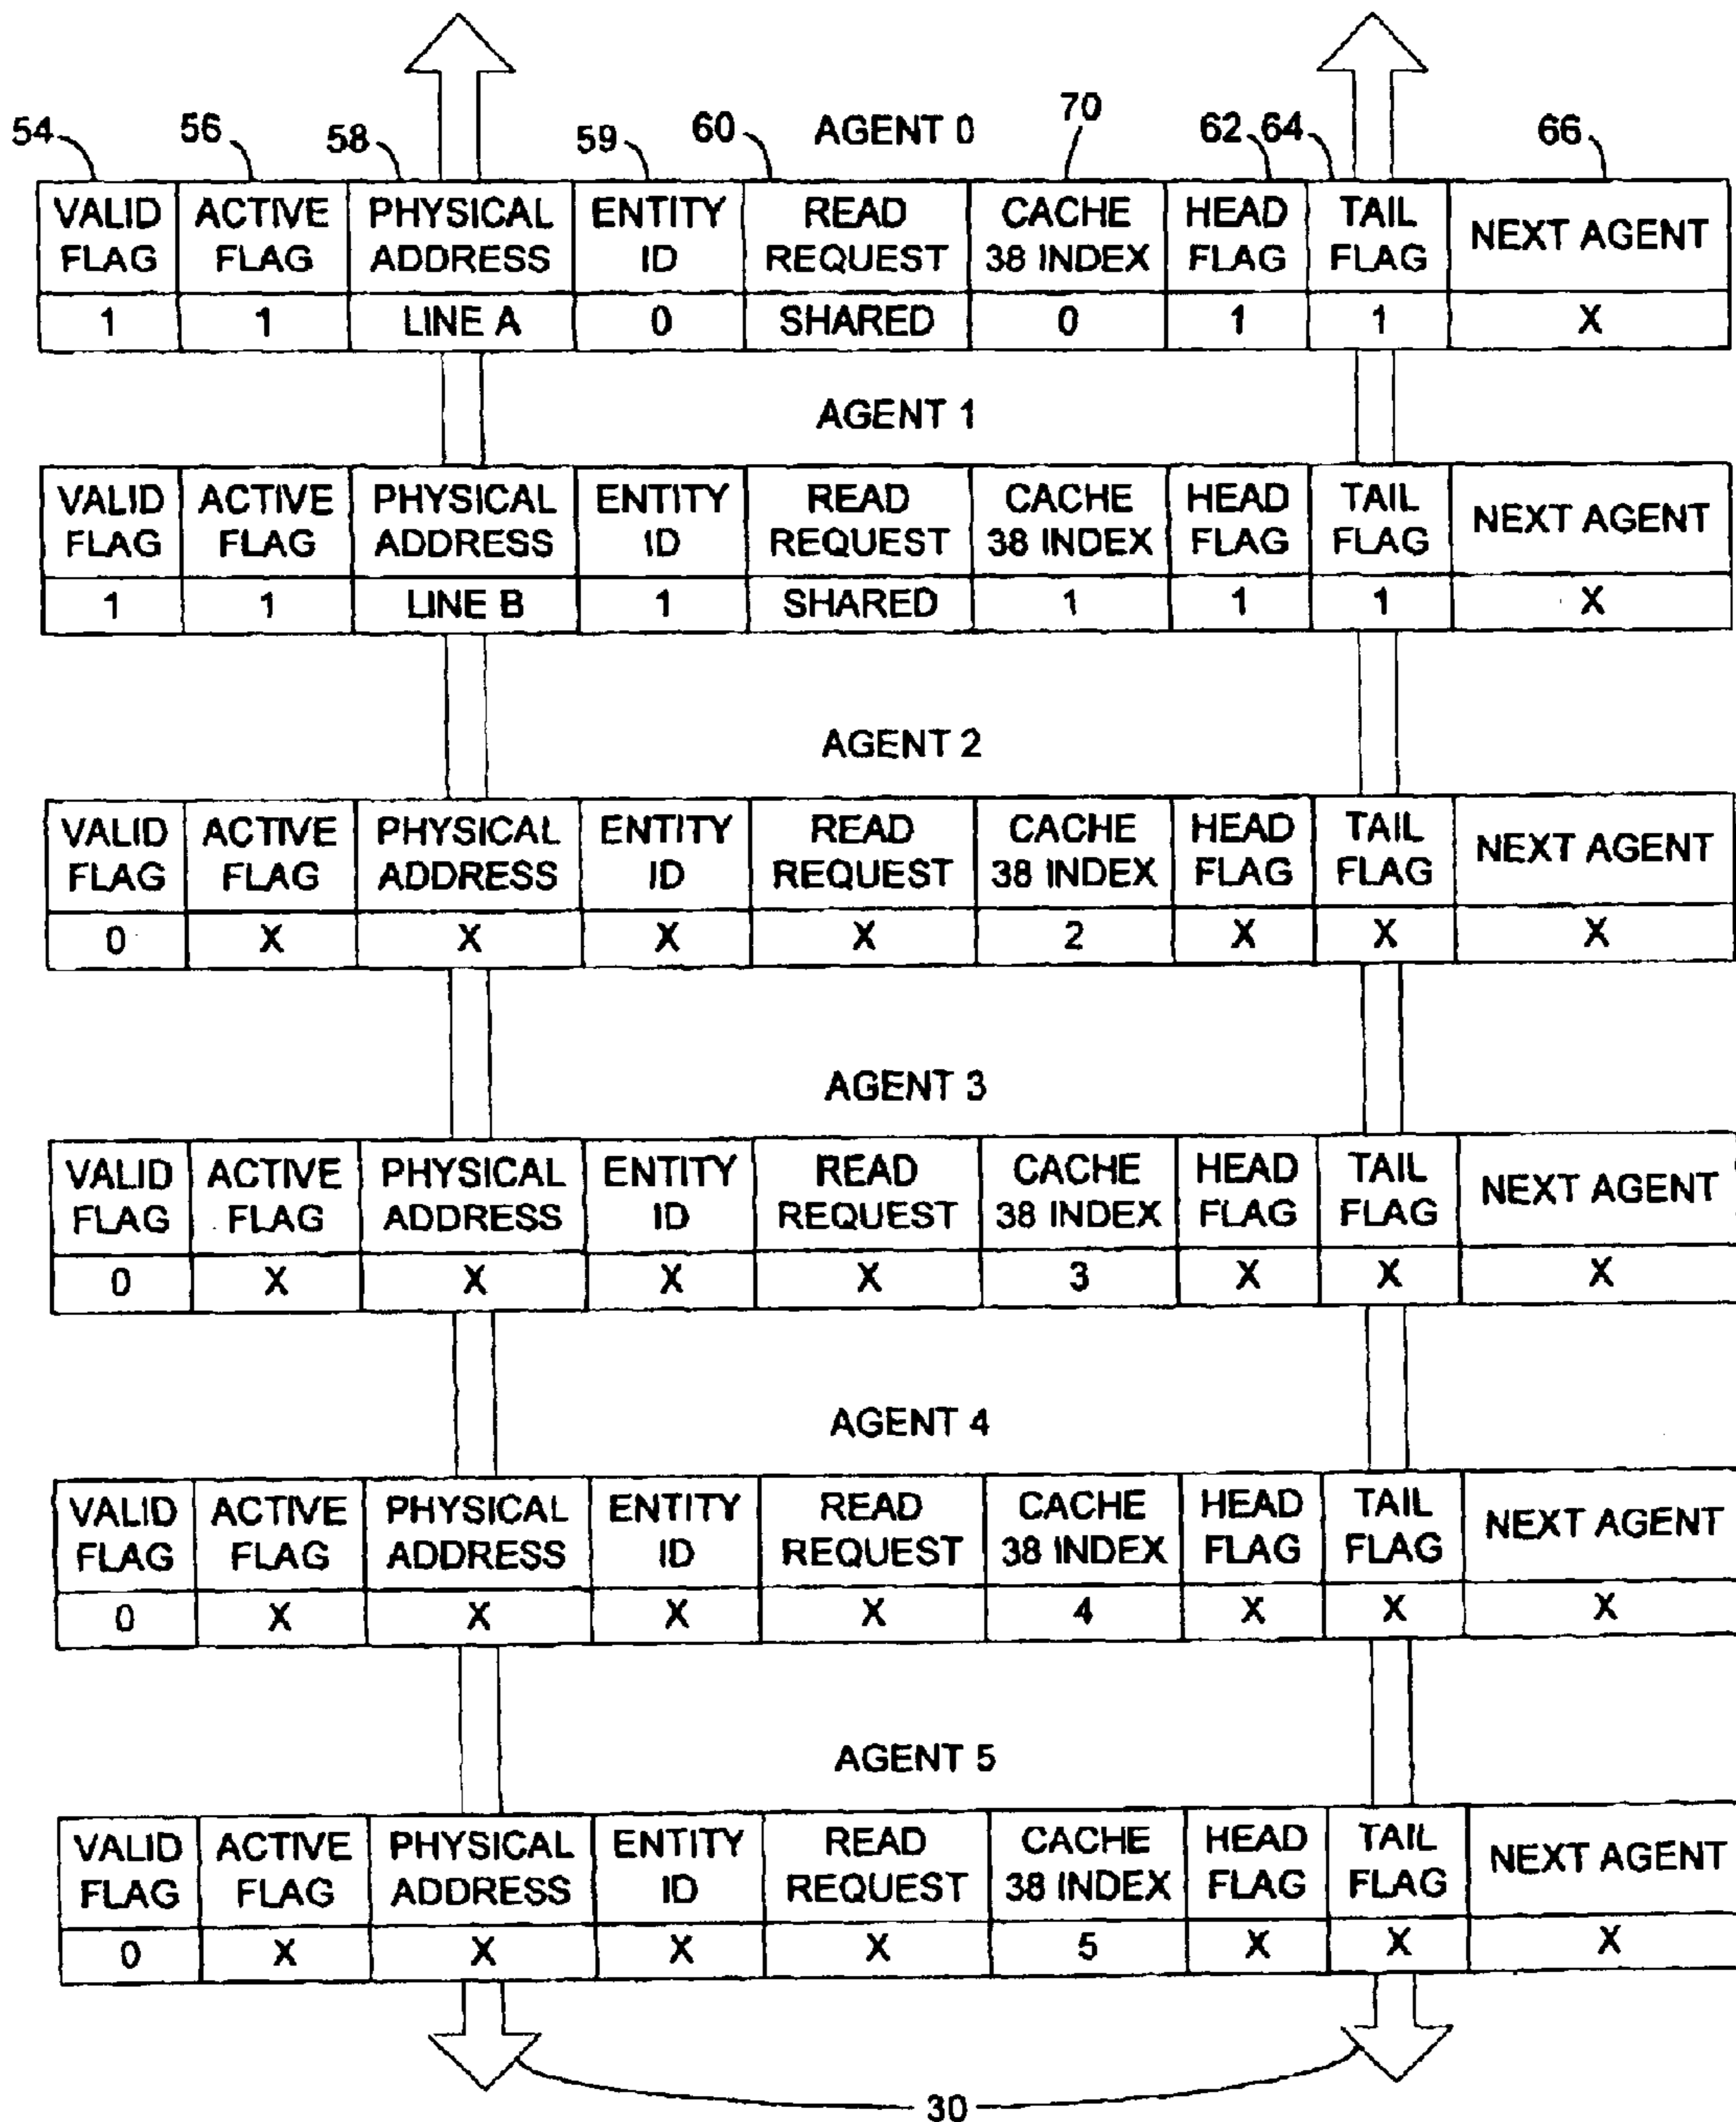 54 56 58 59 60 AGENT 0 70 62 64 66
VALID FLAG ACTIVE FLAG PHYSICAL ADDRESS ENTITY ID READ REQUEST CACHE 38 INDEX HEAD FLAG TAIL FLAG NEXT AGENT
1 1 LINE A 0 SHARED 0 1 1 X
AGENT 1
VALID FLAG ACTIVE FLAG PHYSICAL ADDRESS ENTITY ID READ REQUEST CACHE 38 INDEX HEAD FLAG TAIL FLAG NEXT AGENT
1 1 LINE B 1 SHARED 1 1 1 X
AGENT 2
VALID FLAG ACTIVE FLAG PHYSICAL ADDRESS ENTITY ID READ REQUEST CACHE 38 INDEX HEAD FLAG TAIL FLAG NEXT AGENT
0 X X X X 2 X X X
AGENT 3
VALID FLAG ACTIVE FLAG PHYSICAL ADDRESS ENTITY ID READ REQUEST CACHE 38 INDEX HEAD FLAG TAIL FLAG NEXT AGENT
0 X X X X 3 X X X
AGENT 4
VALID FLAG ACTIVE FLAG PHYSICAL ADDRESS ENTITY ID READ REQUEST CACHE 38 INDEX HEAD FLAG TAIL FLAG NEXT AGENT
0 X X X X 4 X X X
AGENT 5
VALID FLAG ACTIVE FLAG PHYSICAL ADDRESS ENTITY ID READ REQUEST CACHE 38 INDEX HEAD FLAG TAIL FLAG NEXT AGENT
0 X X X X 5 X X X
30